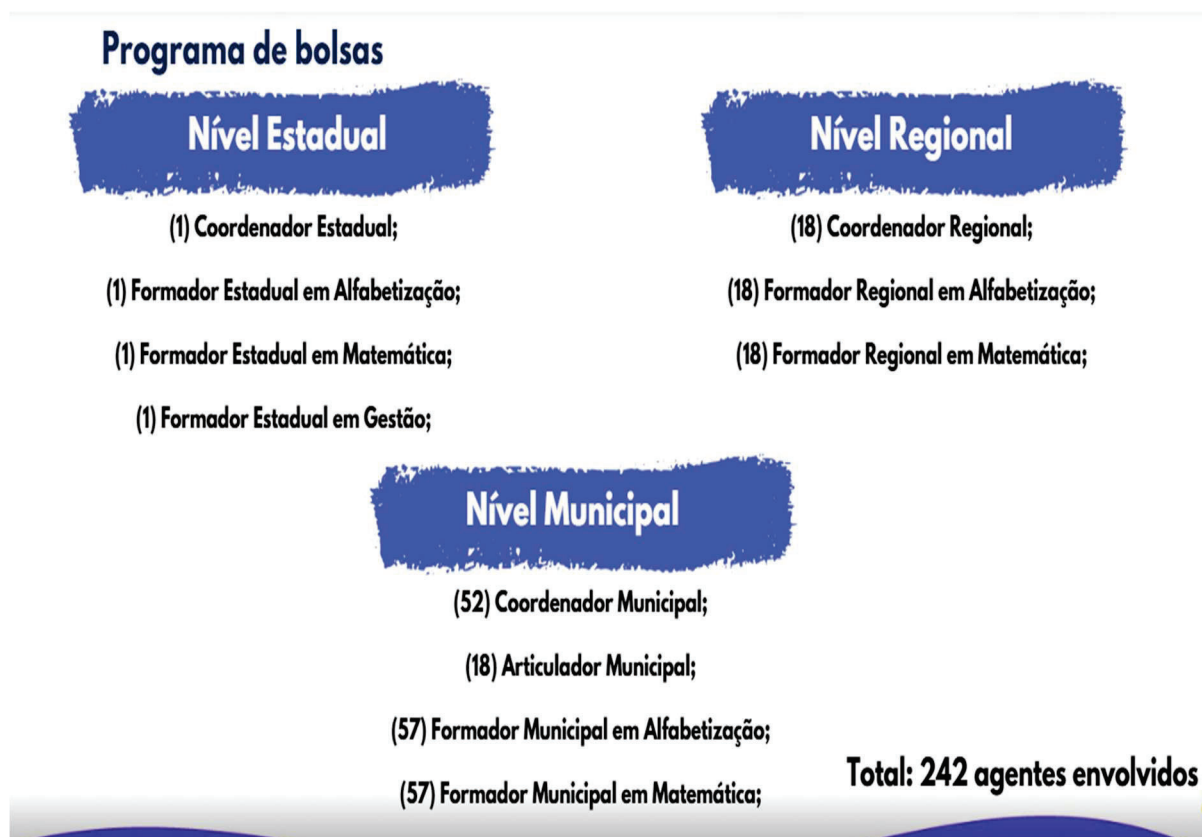 Programa de bolsas
Nível Estadual
(1) Coordenador Estadual;
(1) Formador Estadual em Alfabetização;
(1) Formador Estadual em Matemática;
(1) Formador Estadual em Gestão;
Nível Regional
(18) Coordenador Regional;
(18) Formador Regional em Alfabetização;
(18) Formador Regional em Matemática;
Nível Municipal
(52) Coordenador Municipal;
(18) Articulador Municipal;
(57) Formador Municipal em Alfabetização;
(57) Formador Municipal em Matemática;
Total: 242 agentes envolvidos